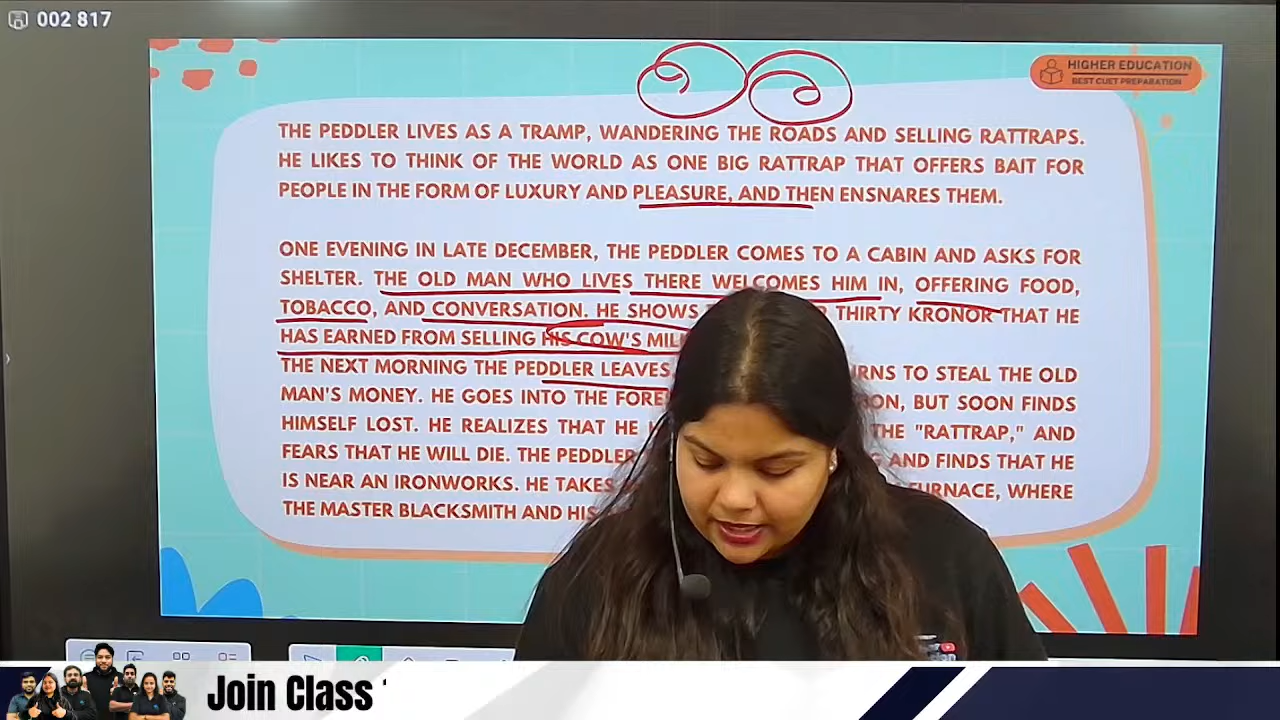 002 817
HIGHER EDUCATION
BEST CUET PREPARATION
THE PEDDLER LIVES AS A TRAMP, WANDERING THE ROADS AND SELLING RATTRAPS.
HE LIKES TO THINK OF THE WORLD AS ONE BIG RATTRAP THAT OFFERS BAIT FOR
PEOPLE IN THE FORM OF LUXURY AND PLEASURE, AND THEN ENSNARES THEM.
ONE EVENING IN LATE DECEMBER, THE PEDDLER COMES TO A CABIN AND ASKS FOR
SHELTER. THE OLD MAN WHO LIVES THERE WELCOMES HIM IN, OFFERING FOOD,
TOBACCO, AND CONVERSATION. HE SHOWS THIRTY KRONOR THAT HE
HAS EARNED FROM SELLING HIS COW'S
THE NEXT MORNING THE PEDDLER LEAVES, TO STEAL THE OLD
MAN'S MONEY. HE GOES INTO THE BUT SOON FINDS
HIMSELF LOST. HE REALIZES THAT HE THE "RATTRAP," AND
FEARS THAT HE WILL DIE. THE PEDDLER AND FINDS THAT HE
IS NEAR AN IRONWORKS. HE TAKES FURNACE, WHERE
THE MASTER BLACKSMITH AND HIS
Join Class